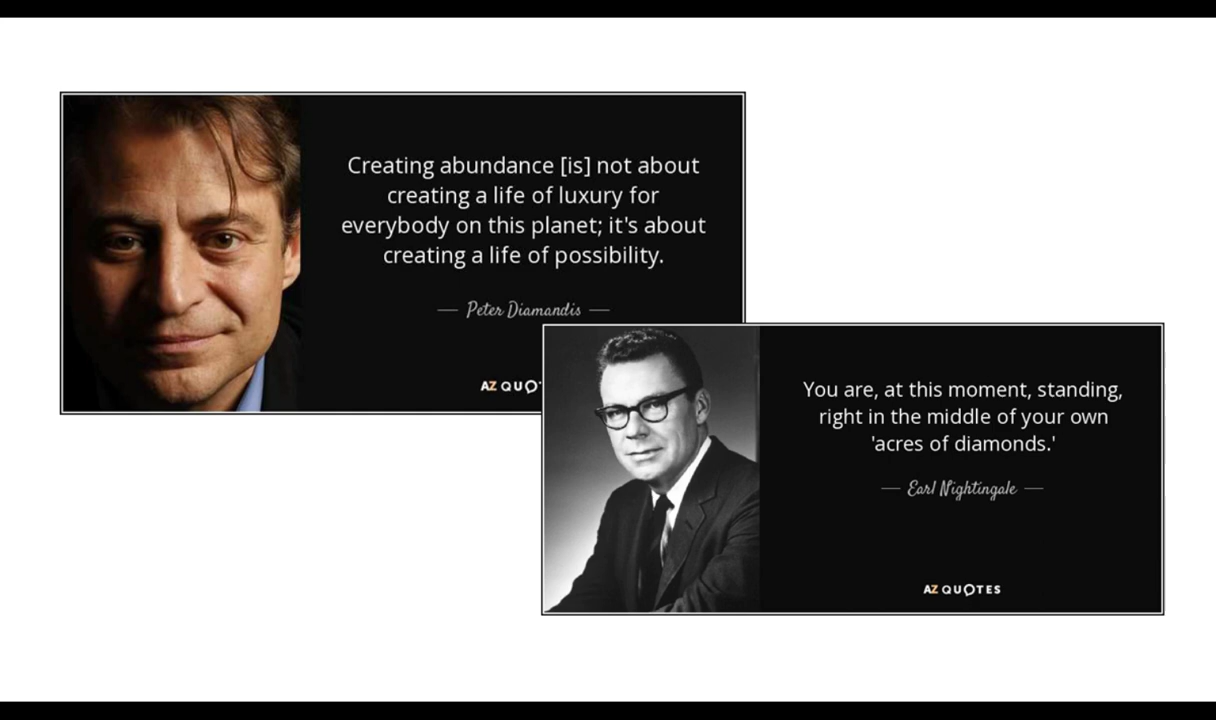 Creating abundance [is] not about
creating a life of luxury for
everybody on this planet; it's about
creating a life of possibility.
— Peter Diamandis —
AZ QUOT
You are, at this moment, standing,
right in the middle of your own
'acres of diamonds.'
— Earl Nightingale —
AZ QUOTES